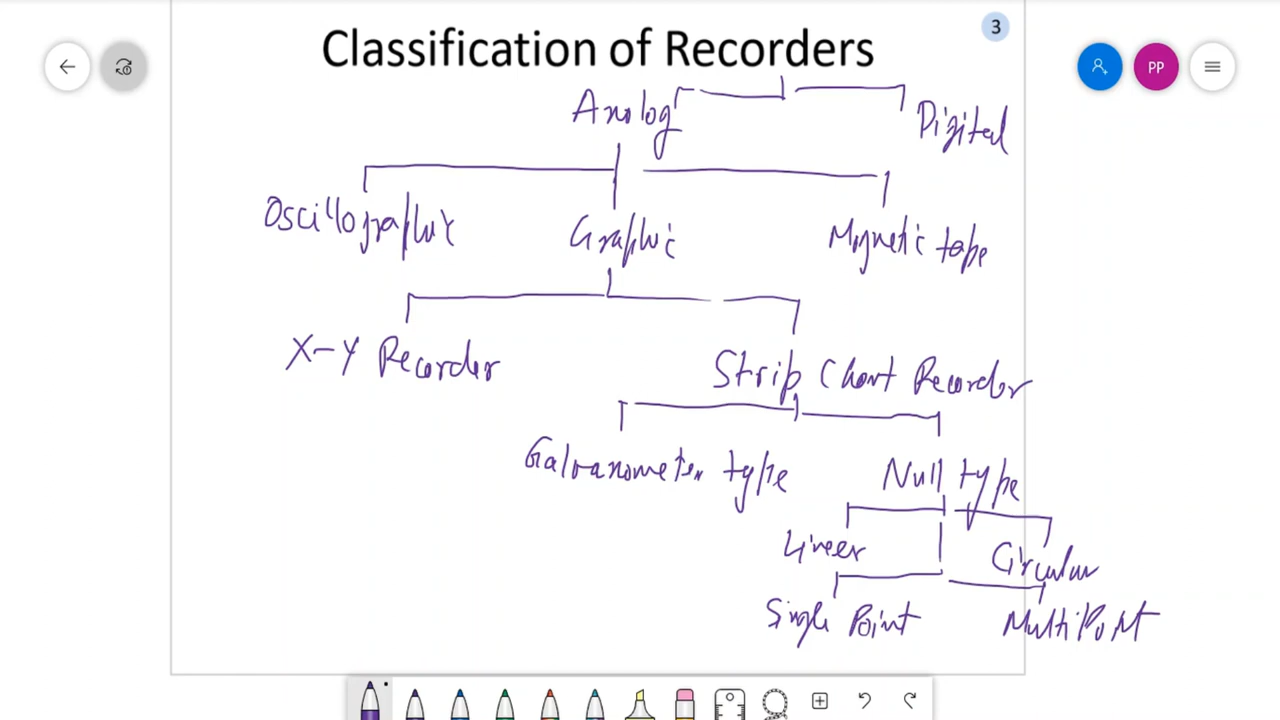 Classification of Recorders
3
PP
Analog
Digital
Oscillographic
Graphic
Magnetic tape
X-Y Recorder
Strip Chart Recorder
Galvanometer type
Null type
Linear
Circular
Single Point
MultiPoint